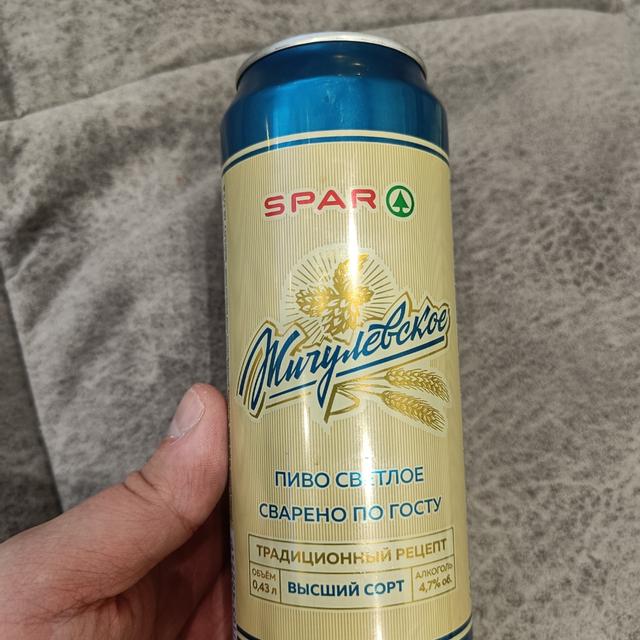 SPAR
Жигулевское
ПИВО СВЕТЛОЕ
СВАРЕНО ПО ГОСТУ
ТРАДИЦИОННЫЙ РЕЦЕПТ
ОБЪЁМ
0,43 л
ВЫСШИЙ СОРТ
АЛКОГОЛЬ
4,7% об.